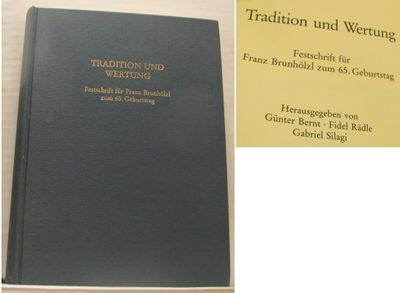 TRADITION UND
WERTUNG
Festschrift für Franz Brunhölzl
zum 65. Geburtstag
Tradition und Wertung
Festschrift für
Franz Brunhölzl zum 65. Geburtstag
Herausgegeben von
Günter Bernt · Fidel Rädle
Gabriel Silagi